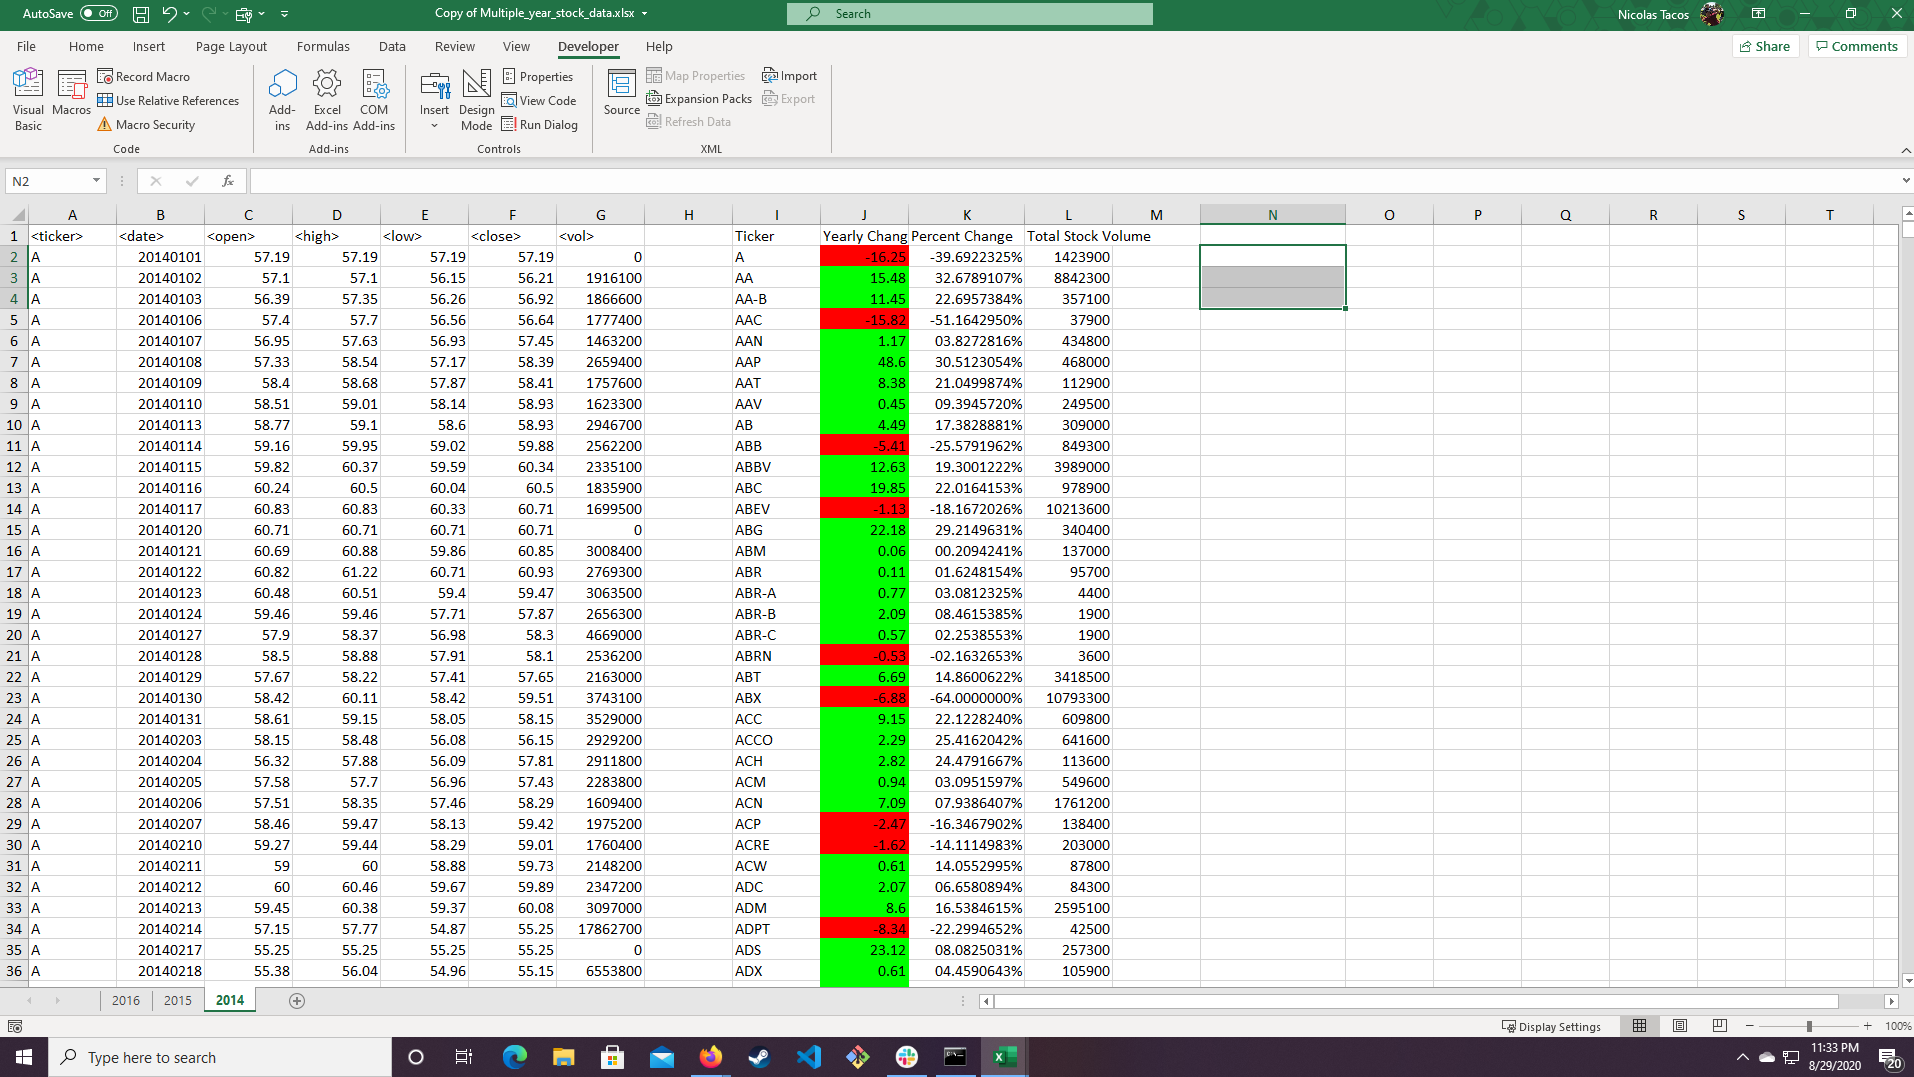 AutoSave Off Copy of Multiple_year_stock_data.xlsx Search Nicolas Tacos
File Home Insert Page Layout Formulas Data Review View Developer Help Share Comments
Visual Basic Macros Record Macro Use Relative References Macro Security Code
Add-ins Excel Add-ins COM Add-ins Add-ins
Insert Design Mode Properties View Code Run Dialog Controls
Source Map Properties Expansion Packs Refresh Data Import Export XML
N2 fx
A B C D E F G H I J K L M N O P Q R S T
1 <ticker> <date> <open> <high> <low> <close> <vol> Ticker Yearly Chang Percent Change Total Stock Volume
2 A 20140101 57.19 57.19 57.19 57.19 0 A -16.25 -39.6922325% 1423900
3 A 20140102 57.1 57.1 56.15 56.21 1916100 AA 15.48 32.6789107% 8842300
4 A 20140103 56.39 57.35 56.26 56.92 1866600 AA-B 11.45 22.6957384% 357100
5 A 20140106 57.4 57.7 56.56 56.64 1777400 AAC -15.82 -51.1642950% 37900
6 A 20140107 56.95 57.63 56.93 57.45 1463200 AAN 1.17 03.8272816% 434800
7 A 20140108 57.33 58.54 57.17 58.39 2659400 AAP 48.6 30.5123054% 468000
8 A 20140109 58.4 58.68 57.87 58.41 1757600 AAT 8.38 21.0499874% 112900
9 A 20140110 58.51 59.01 58.14 58.93 1623300 AAV 0.45 09.3945720% 249500
10 A 20140113 58.77 59.1 58.6 58.93 2946700 AB 4.49 17.3828881% 309000
11 A 20140114 59.16 59.95 59.02 59.88 2562200 ABB -5.41 -25.5791962% 849300
12 A 20140115 59.82 60.37 59.59 60.34 2335100 ABBV 12.63 19.3001222% 3989000
13 A 20140116 60.24 60.5 60.04 60.5 1835900 ABC 19.85 22.0164153% 978900
14 A 20140117 60.83 60.83 60.33 60.71 1699500 ABEV -1.13 -18.1672026% 10213600
15 A 20140120 60.71 60.71 60.71 60.71 0 ABG 22.18 29.2149631% 340400
16 A 20140121 60.69 60.88 59.86 60.85 3008400 ABM 0.06 00.2094241% 137000
17 A 20140122 60.82 61.22 60.71 60.93 2769300 ABR 0.11 01.6248154% 95700
18 A 20140123 60.48 60.51 59.4 59.47 3063500 ABR-A 0.77 03.0812325% 4400
19 A 20140124 59.46 59.46 57.71 57.87 2656300 ABR-B 2.09 08.4615385% 1900
20 A 20140127 57.9 58.37 56.98 58.3 4669000 ABR-C 0.57 02.2538553% 1900
21 A 20140128 58.5 58.88 57.91 58.1 2536200 ABRN -0.53 -02.1632653% 3600
22 A 20140129 57.67 58.22 57.41 57.65 2163000 ABT 6.69 14.8600622% 3418500
23 A 20140130 58.42 60.11 58.42 59.51 3743100 ABX -6.88 -64.0000000% 10793300
24 A 20140131 58.61 59.15 58.05 58.15 3529000 ACC 9.15 22.1228240% 609800
25 A 20140203 58.15 58.48 56.08 56.15 2929200 ACCO 2.29 25.4162042% 641600
26 A 20140204 56.32 57.88 56.09 57.81 2911800 ACH 2.82 24.4791667% 113600
27 A 20140205 57.58 57.7 56.96 57.43 2283800 ACM 0.94 03.0951597% 549600
28 A 20140206 57.51 58.35 57.46 58.29 1609400 ACN 7.09 07.9386407% 1761200
29 A 20140207 58.46 59.47 58.13 59.42 1975200 ACP -2.47 -16.3467902% 138400
30 A 20140210 59.27 59.44 58.29 59.01 1760400 ACRE -1.62 -14.1114983% 203000
31 A 20140211 59 60 58.88 59.73 2148200 ACW 0.61 14.0552995% 87800
32 A 20140212 60 60.46 59.67 59.89 2347200 ADC 2.07 06.6580894% 84300
33 A 20140213 59.45 60.38 59.37 60.08 3097000 ADM 8.6 16.5384615% 2595100
34 A 20140214 57.15 57.77 54.87 55.25 17862700 ADPT -8.34 -22.2994652% 42500
35 A 20140217 55.25 55.25 55.25 55.25 0 ADS 23.12 08.0825031% 257300
36 A 20140218 55.38 56.04 54.96 55.15 6553800 ADX 0.61 04.4590643% 105900
2016 2015 2014
Display Settings 100%
Type here to search 11:33 PM
8/29/2020 20